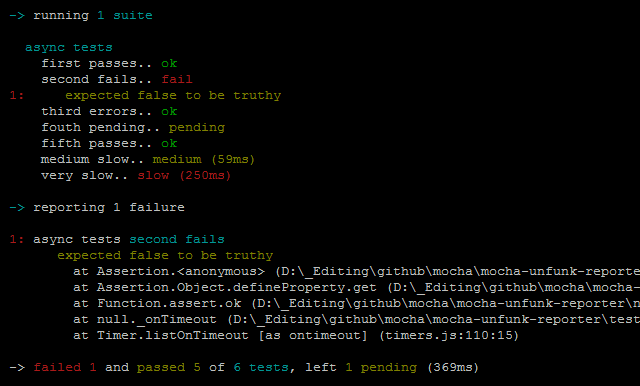 -> running 1 suite
async tests
first passes.. ok
second fails.. fail
1: expected false to be truthy
third errors.. ok
fouth pending.. pending
fifth passes.. ok
medium slow.. medium (59ms)
very slow.. slow (250ms)
-> reporting 1 failure
1: async tests second fails
expected false to be truthy
at Assertion.<anonymous> (D:\_Editing\github\mocha\mocha-unfunk-reporte
at Assertion.Object.defineProperty.get (D:\_Editing\github\mocha\mocha-
at Function.assert.ok (D:\_Editing\github\mocha\mocha-unfunk-reporter\n
at null._onTimeout (D:\_Editing\github\mocha\mocha-unfunk-reporter\test
at Timer.listOnTimeout [as ontimeout] (timers.js:110:15)
-> failed 1 and passed 5 of 6 tests, left 1 pending (369ms)